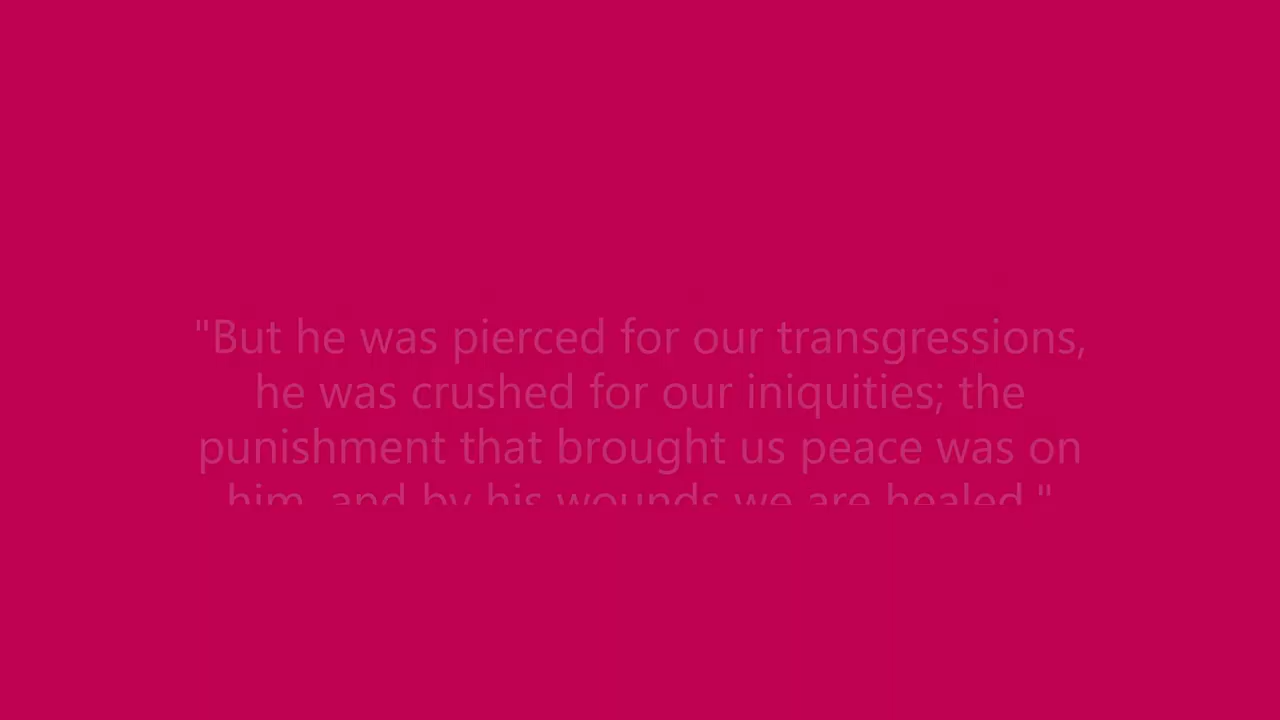 "But he was pierced for our transgressions,
he was crushed for our iniquities; the
punishment that brought us peace was on
him, and by his wounds we are healed."